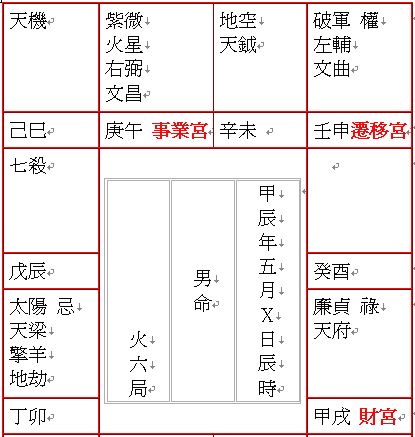 天機
紫微
火星
右弼
文昌
地空
天鉞
破軍 權
左輔
文曲
己巳
庚午 事業宮
辛未
壬申遷移宮
七殺
戊辰
癸酉
甲辰年五月X日辰時
男命
火六局
太陽 忌
天梁
擎羊
地劫
廉貞 祿
天府
丁卯
甲戌 財宮